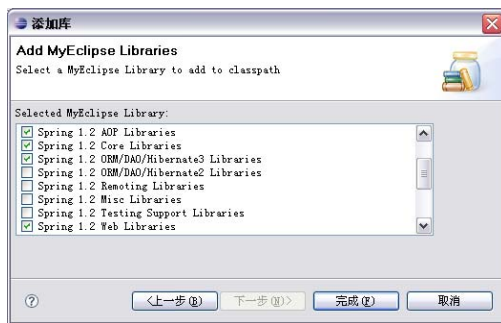 添加库
Add MyEclipse Libraries
Select a MyEclipse Library to add to classpath
Selected MyEclipse Library:
Spring 1.2 AOP Libraries
Spring 1.2 Core Libraries
Spring 1.2 ORM/DAO/Hibernate3 Libraries
Spring 1.2 ORM/DAO/Hibernate2 Libraries
Spring 1.2 Remoting Libraries
Spring 1.2 Misc Libraries
Spring 1.2 Testing Support Libraries
Spring 1.2 Web Libraries
<上一步(B) 下一步(N)> 完成(F) 取消